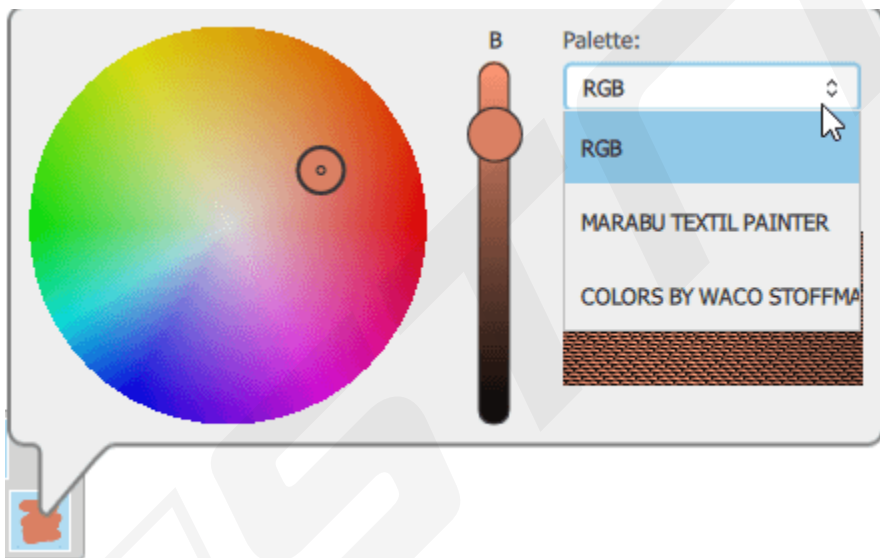 B
Palette:
RGB
RGB
MARABU TEXTIL PAINTER
COLORS BY WACO STOFFMA